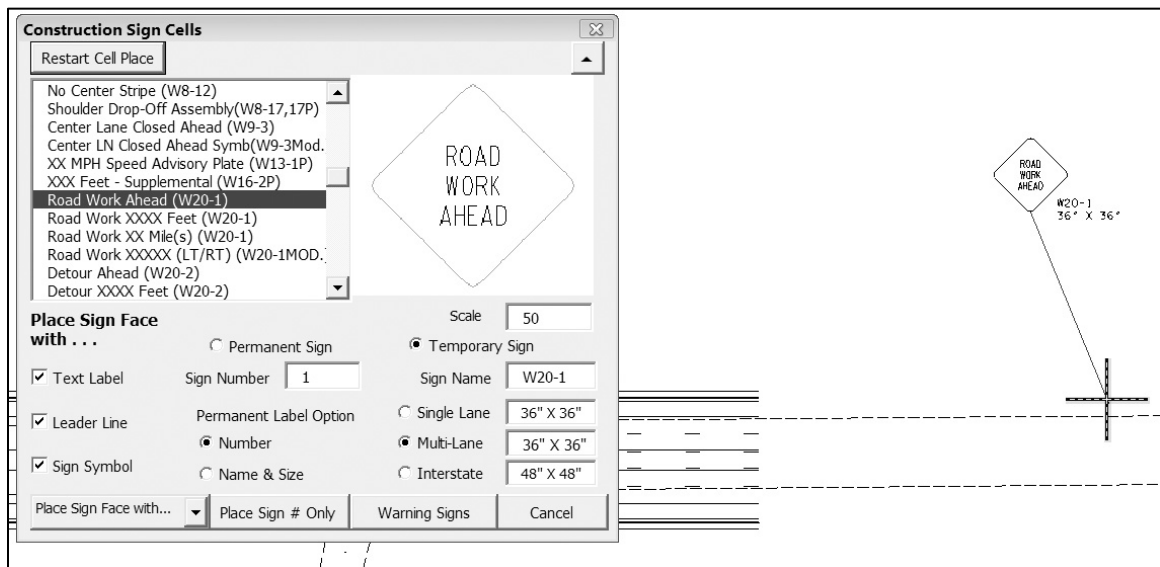 Construction Sign Cells
Restart Cell Place
No Center Stripe (W8-12)
Shoulder Drop-Off Assembly(W8-17,17P)
Center Lane Closed Ahead (W9-3)
Center LN Closed Ahead Symb(W9-3Mod.
XX MPH Speed Advisory Plate (W13-1P)
XXX Feet - Supplemental (W16-2P)
Road Work Ahead (W20-1)
Road Work XXXX Feet (W20-1)
Road Work XX Mile(s) (W20-1)
Road Work XXXXX (LT/RT) (W20-1MOD.)
Detour Ahead (W20-2)
Detour XXXX Feet (W20-2)
ROAD
WORK
AHEAD
Place Sign Face
with . . .
Scale 50
Permanent Sign
Temporary Sign
Text Label
Sign Number 1
Sign Name W20-1
Leader Line
Permanent Label Option
Single Lane 36" X 36"
Number
Multi-Lane 36" X 36"
Sign Symbol
Name & Size
Interstate 48" X 48"
Place Sign Face with...
Place Sign # Only
Warning Signs
Cancel
ROAD
WORK
AHEAD
W20-1
36" X 36"